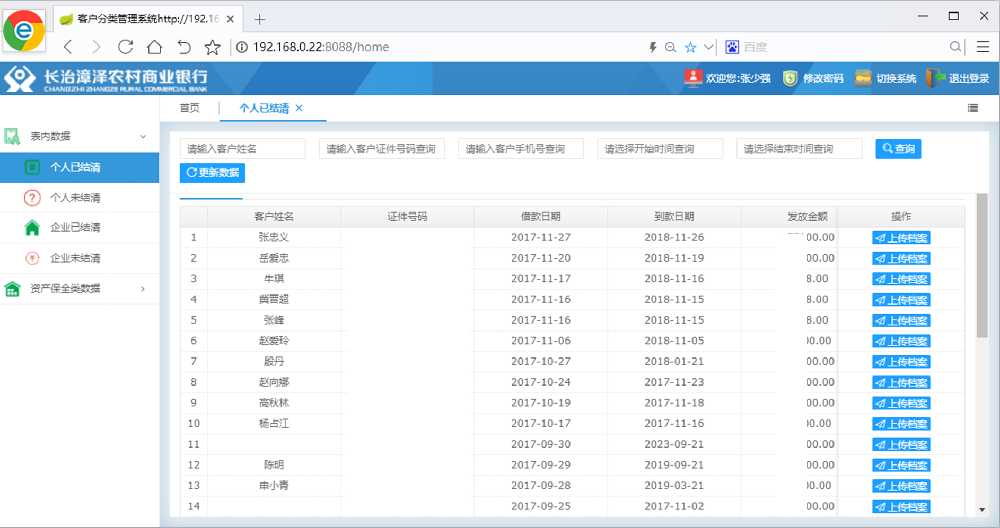 客户分类管理系统http://192.16
192.168.0.22:8088/home
百度
长治漳泽农村商业银行
CHANGZHI ZHANGZE RURAL COMMERCIAL BANK
欢迎您:张少强 修改密码 切换系统 退出登录
首页 个人已结清
表内数据
个人已结清
个人未结清
企业已结清
企业未结清
资产保全类数据
请输入客户姓名 请输入客户证件号码查询 请输入客户手机号查询 请选择开始时间查询 请选择结束时间查询 查询
更新数据
客户姓名 证件号码 借款日期 到款日期 发放金额 操作
1 张忠义 2017-11-27 2018-11-26 00.00 上传档案
2 岳爱忠 2017-11-20 2018-11-19 00.00 上传档案
3 牛琪 2017-11-17 2018-11-16 8.00 上传档案
4 冀晋超 2017-11-16 2018-11-15 8.00 上传档案
5 张峰 2017-11-16 2018-11-15 8.00 上传档案
6 赵爱玲 2017-11-06 2018-11-05 00.00 上传档案
7 殷丹 2017-10-27 2018-01-21 00.00 上传档案
8 赵向娜 2017-10-24 2017-11-23 00.00 上传档案
9 高秋林 2017-10-19 2017-11-18 00.00 上传档案
10 杨占江 2017-10-17 2017-11-16 00.00 上传档案
11 2017-09-30 2023-09-21 00.00 上传档案
12 陈明 2017-09-29 2019-09-21 00.00 上传档案
13 申小青 2017-09-28 2019-03-21 00.00 上传档案
14 2017-09-25 2017-11-02 00.00 上传档案